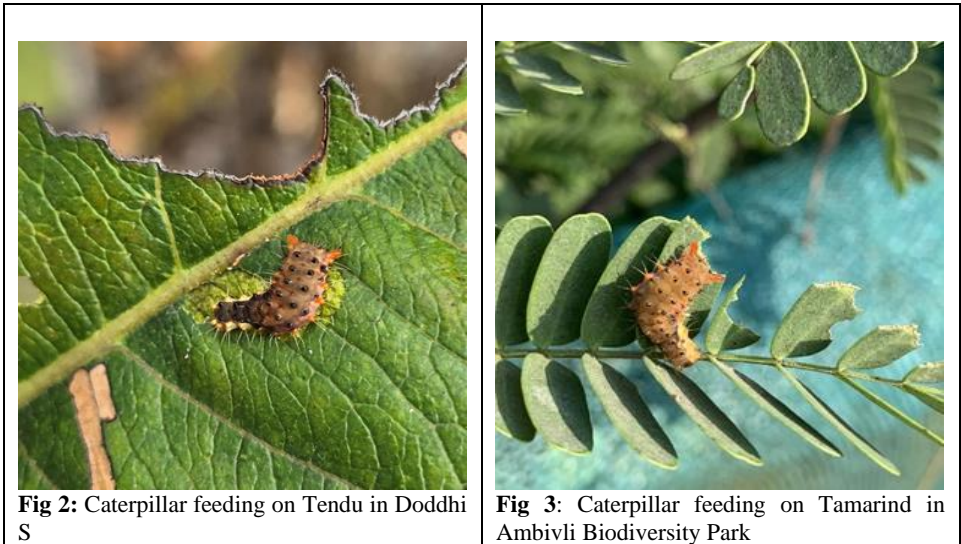 Fig 2: Caterpillar feeding on Tendu in Doddhi
S
Fig 3: Caterpillar feeding on Tamarind in
Ambivli Biodiversity Park